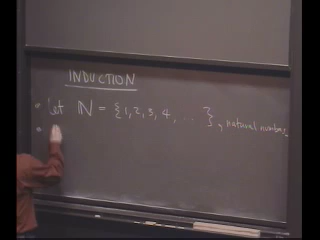 INDUCTION
• Let ℕ = {1, 2, 3, 4, ... }, natural numbers
•